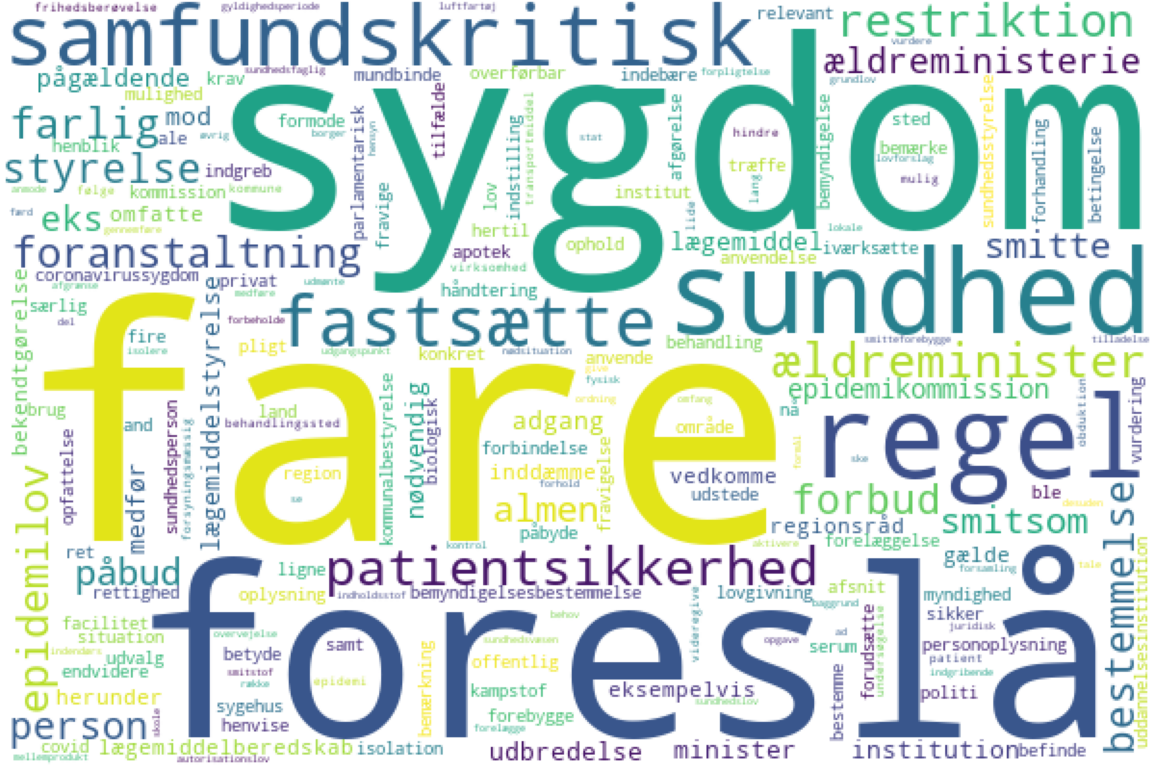 frihedsberøvelse gyldighedsperiode luftfartøj relevant restriktion
samfundskritisk vurdere ældreministerie
pågældende krav sundhedsfaglig mundbinde overførbar indebære forpligtelse grundlov
mulighed tilfælde
sygdom
farlig mod formode
henblik ale øvrig borger hensyn stat hindre sted bemærke
styrelse indgreb parlamentarisk transportmiddel afgørelse træffe bemyndigelse lovforslag mulig sundhedsstyrelse forhandling betingelse
anmode følge kommission kommune fravige lov indstilling institut lang
færd eks omfatte gennemføre hertil ophold lide lokale
foranstaltning apotek lægemiddel iværksætte smitte
afgrænse coronavirussygdom privat udmønte virksomhed anvendelse
bekendtgørelse særlig medføre håndtering
sundhed
del fire forbeholde fastsætte
isolere pligt udgangspunkt konkret nødsituation anvende behandling smitteforebygge tilladelse
lægemiddelstyrelse give fysisk ældreminister
fare
brug and land behandlingssted nødvendig biologisk ordning omfang nå epidemikommission obduktion vurdering
adgang område
regel
opfattelse sundhedsperson forsyningsmæssig region kommunalbestyrelse forbindelse formål ske
medfør se inddæmme forhold fravigelse vedkomme ble desuden
epidemilov almen udstede forbud smitsom
påbyde regionsråd bestemmelse
ret kontrol aktivere forelæggelse gælde forsamling tale
påbud ligne patientsikkerhed
rettighed oplysning indholdsstof bemyndigelsesbestemmelse lovgivning afsnit myndighed
foreslå
facilitet behov baggrund sikker
situation overvejelse sundhedsvæsen videregive forudsætte juridisk uddannelsesinstitution
indendørs udvalg betyde samt ad opgave serum undersøgelse personoplysning
endvidere smitstof bemærkning offentlig patient
række epidemi kampstof eksempelvis bestemme indgribende
herunder sygehus sundhedslov politi
person skole henvise forebygge
forelægge
covid lægemiddelberedskab isolation udbredelse minister institution befinde
mellemprodukt autorisationslov